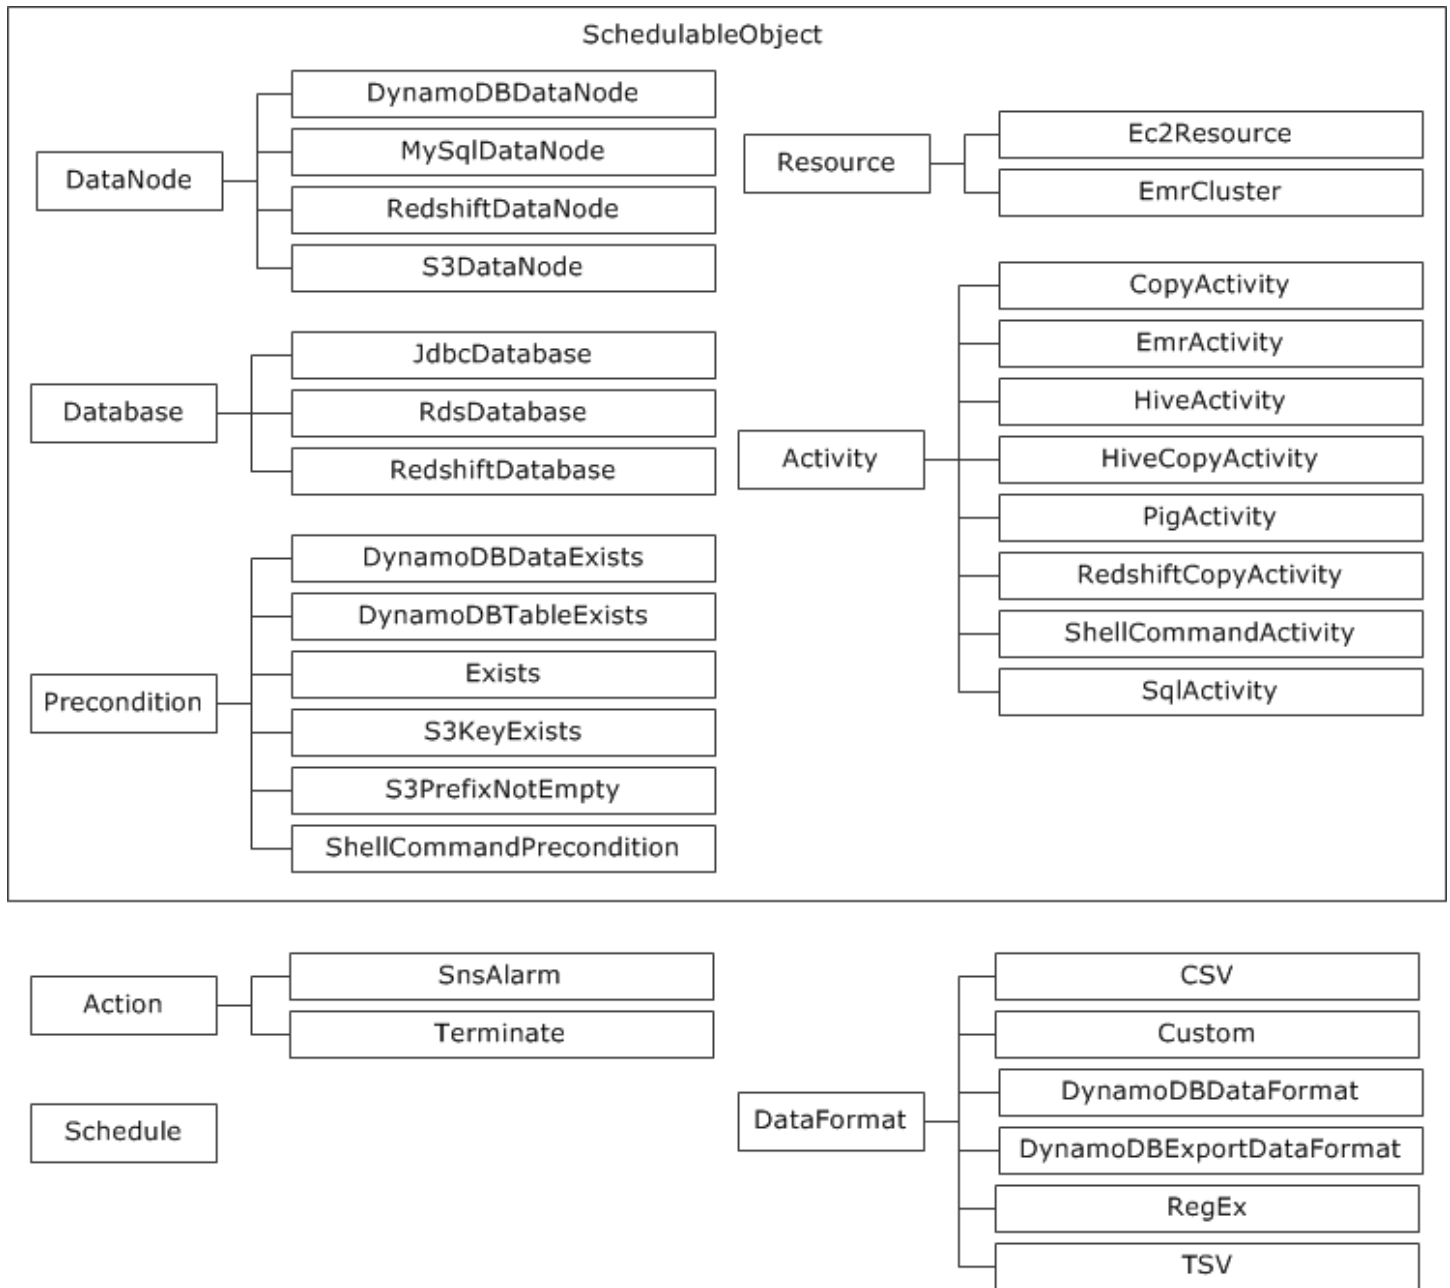 SchedulableObject
DataNode
DynamoDBDataNode
MySqlDataNode
RedshiftDataNode
S3DataNode
Database
JdbcDatabase
RdsDatabase
RedshiftDatabase
Precondition
DynamoDBDataExists
DynamoDBTableExists
Exists
S3KeyExists
S3PrefixNotEmpty
ShellCommandPrecondition
Resource
Ec2Resource
EmrCluster
Activity
CopyActivity
EmrActivity
HiveActivity
HiveCopyActivity
PigActivity
RedshiftCopyActivity
ShellCommandActivity
SqlActivity
Action
SnsAlarm
Terminate
Schedule
DataFormat
CSV
Custom
DynamoDBDataFormat
DynamoDBExportDataFormat
RegEx
TSV